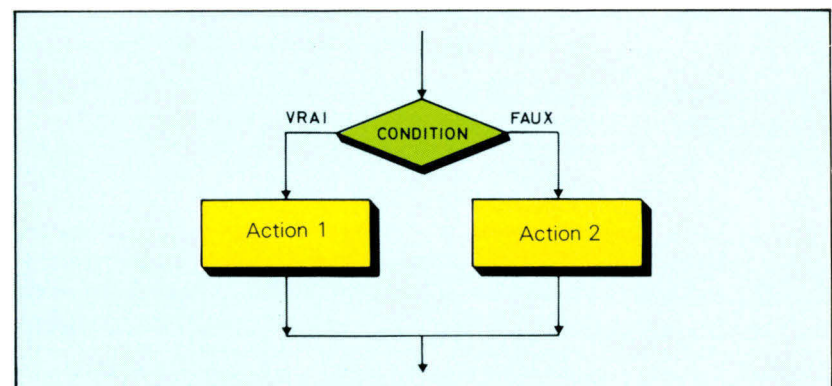 VRAI
FAUX
CONDITION
Action 1
Action 2